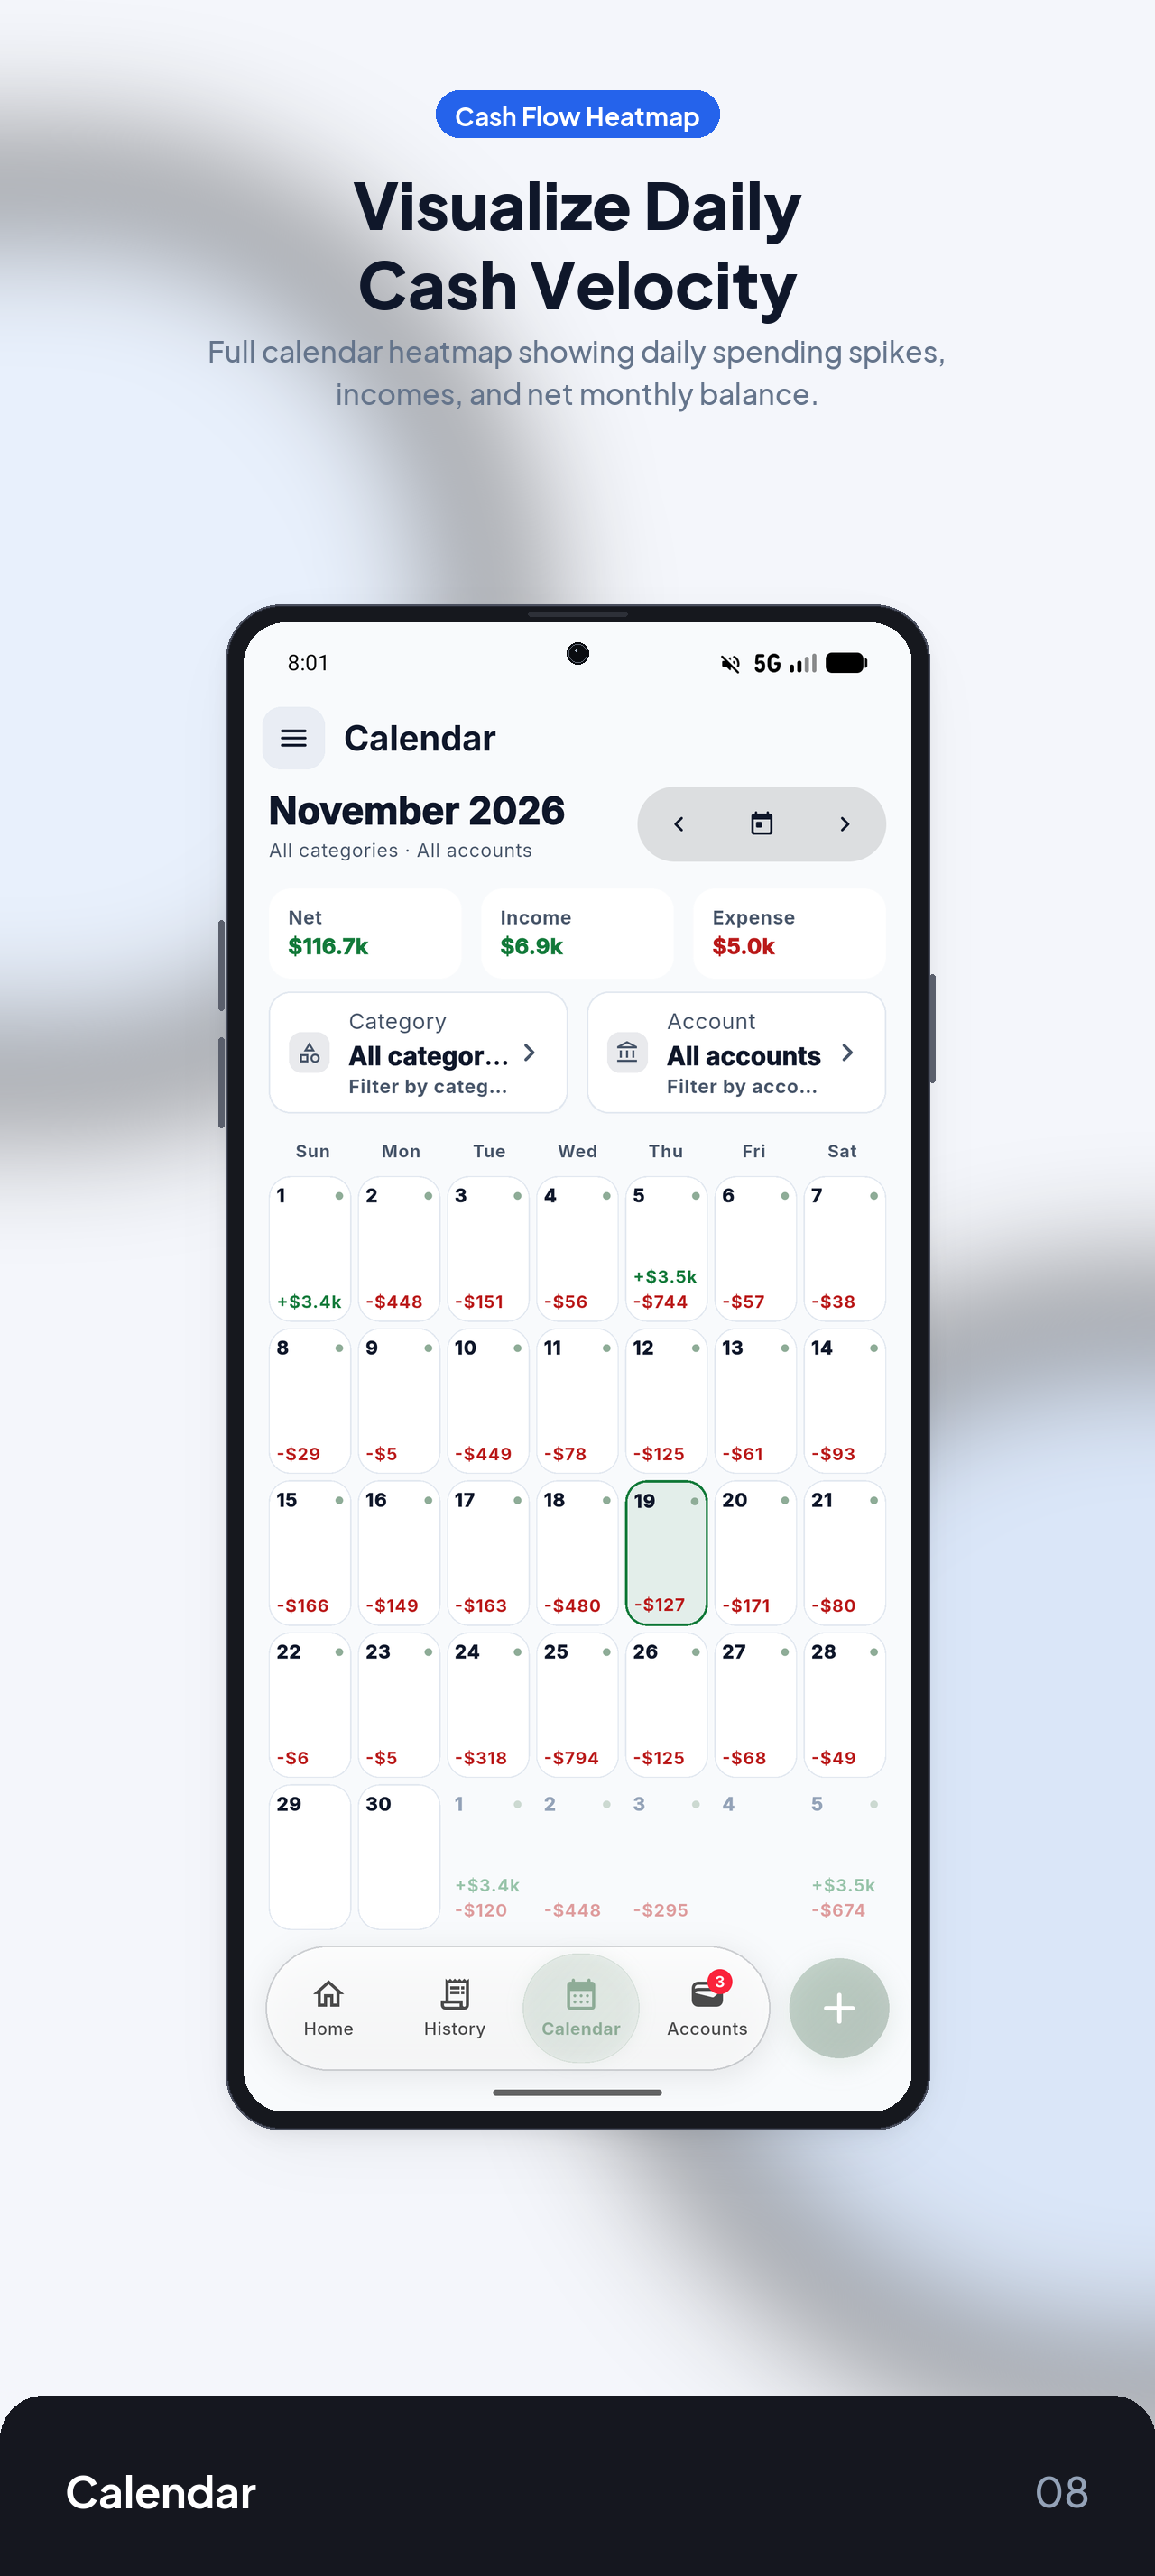 Cash Flow Heatmap
Visualize Daily
Cash Velocity
Full calendar heatmap showing daily spending spikes,
incomes, and net monthly balance.
8:01
5G
Calendar
November 2026
All categories · All accounts
Net
$116.7k
Income
$6.9k
Expense
$5.0k
Category
All categor...
Filter by categ...
Account
All accounts
Filter by acco...
Sun Mon Tue Wed Thu Fri Sat
1 2 3 4 5 6 7
+$3.5k
+$3.4k -$448 -$151 -$56 -$744 -$57 -$38
8 9 10 11 12 13 14
-$29 -$5 -$449 -$78 -$125 -$61 -$93
15 16 17 18 19 20 21
-$166 -$149 -$163 -$480 -$127 -$171 -$80
22 23 24 25 26 27 28
-$6 -$5 -$318 -$794 -$125 -$68 -$49
29 30 1 2 3 4 5
+$3.4k +$3.5k
-$120 -$448 -$295 -$674
3
Home History Calendar Accounts
Calendar
08